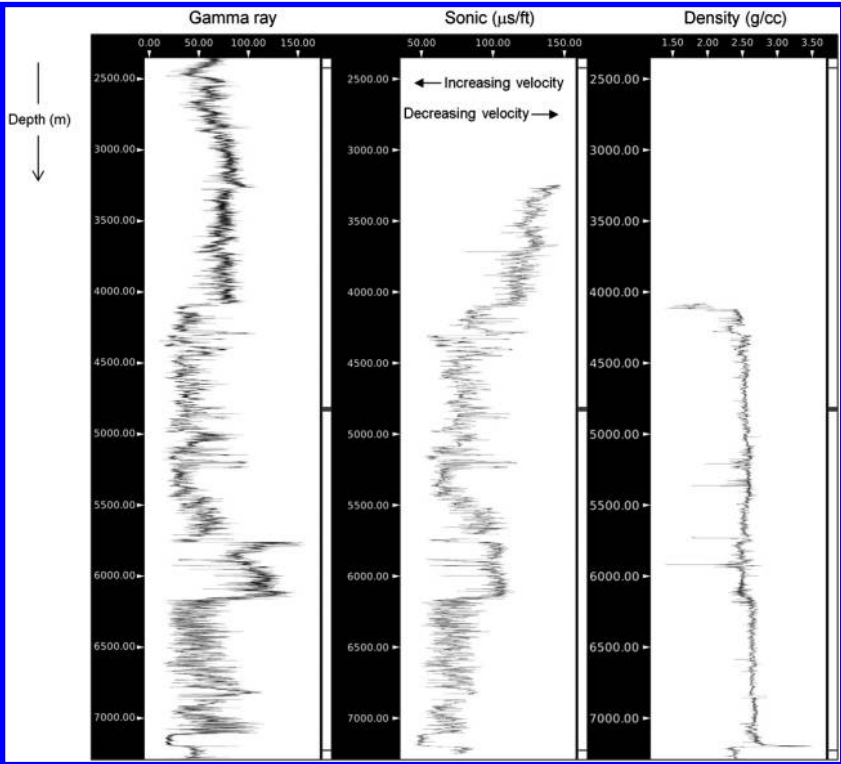 Gamma ray Sonic (μs/ft) Density (g/cc)
0.00 50.00 100.00 150.00 50.00 100.00 150.00 1.50 2.00 2.50 3.00 3.50
2500.00 2500.00 2500.00
Increasing velocity
Decreasing velocity
Depth (m)
3000.00 3000.00 3000.00
3500.00 3500.00 3500.00
4000.00 4000.00 4000.00
4500.00 4500.00 4500.00
5000.00 5000.00 5000.00
5500.00 5500.00 5500.00
6000.00 6000.00 6000.00
6500.00 6500.00 6500.00
7000.00 7000.00 7000.00